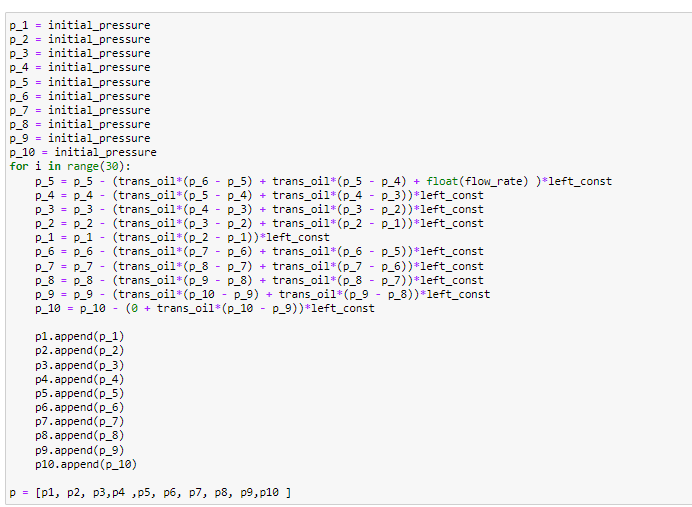 p_1 = initial_pressure
p_2 = initial_pressure
p_3 = initial_pressure
p_4 = initial_pressure
p_5 = initial_pressure
p_6 = initial_pressure
p_7 = initial_pressure
p_8 = initial_pressure
p_9 = initial_pressure
p_10 = initial_pressure
for i in range(30):
    p_5 = p_5 - (trans_oil*(p_6 - p_5) + trans_oil*(p_5 - p_4) + float(flow_rate) )*left_const
    p_4 = p_4 - (trans_oil*(p_5 - p_4) + trans_oil*(p_4 - p_3))*left_const
    p_3 = p_3 - (trans_oil*(p_4 - p_3) + trans_oil*(p_3 - p_2))*left_const
    p_2 = p_2 - (trans_oil*(p_3 - p_2) + trans_oil*(p_2 - p_1))*left_const
    p_1 = p_1 - (trans_oil*(p_2 - p_1))*left_const
    p_6 = p_6 - (trans_oil*(p_7 - p_6) + trans_oil*(p_6 - p_5))*left_const
    p_7 = p_7 - (trans_oil*(p_8 - p_7) + trans_oil*(p_7 - p_6))*left_const
    p_8 = p_8 - (trans_oil*(p_9 - p_8) + trans_oil*(p_8 - p_7))*left_const
    p_9 = p_9 - (trans_oil*(p_10 - p_9) + trans_oil*(p_9 - p_8))*left_const
    p_10 = p_10 - (0 + trans_oil*(p_10 - p_9))*left_const
    p1.append(p_1)
    p2.append(p_2)
    p3.append(p_3)
    p4.append(p_4)
    p5.append(p_5)
    p6.append(p_6)
    p7.append(p_7)
    p8.append(p_8)
    p9.append(p_9)
    p10.append(p_10)
p = [p1, p2, p3,p4 ,p5, p6, p7, p8, p9,p10 ]